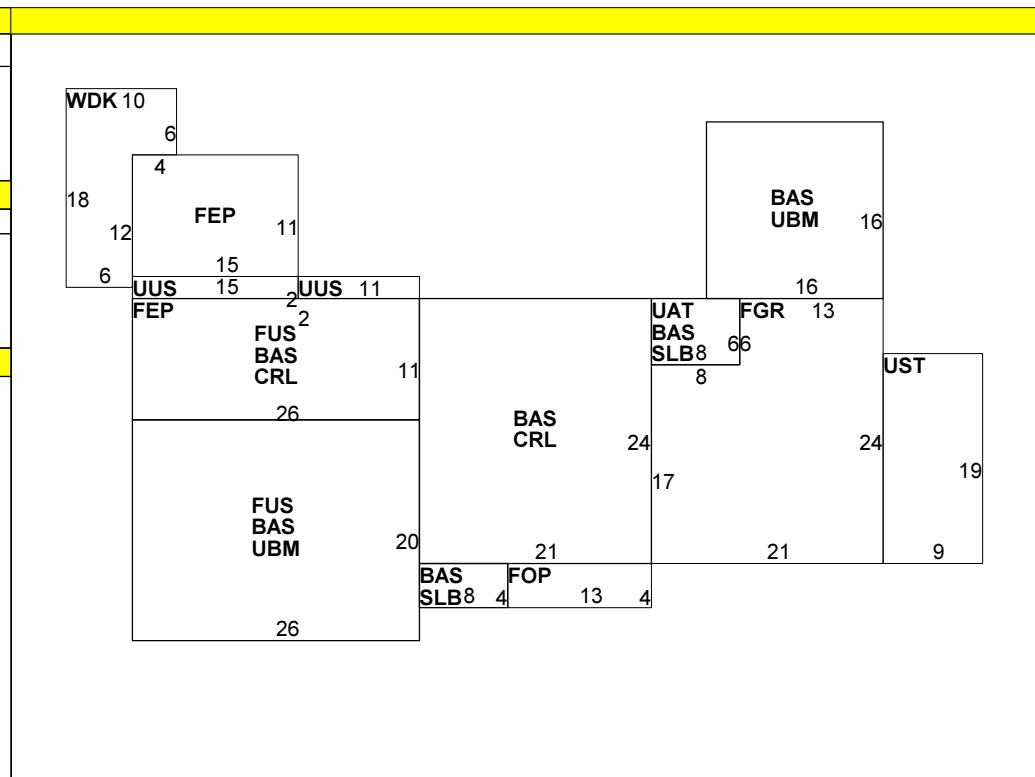 WDK 10
6
4
18
FEP
11
12
6
15
UUS 15
2
UUS 11
FEP
2
FUS
BAS
CRL
11
26
FUS
BAS
UBM
20
26
BAS
CRL
24
21
BAS
SLB 8
4
FOP
13
4
BAS
UBM
16
16
UAT
BAS
SLB 8
6
6
8
FGR
13
17
24
21
UST
19
9